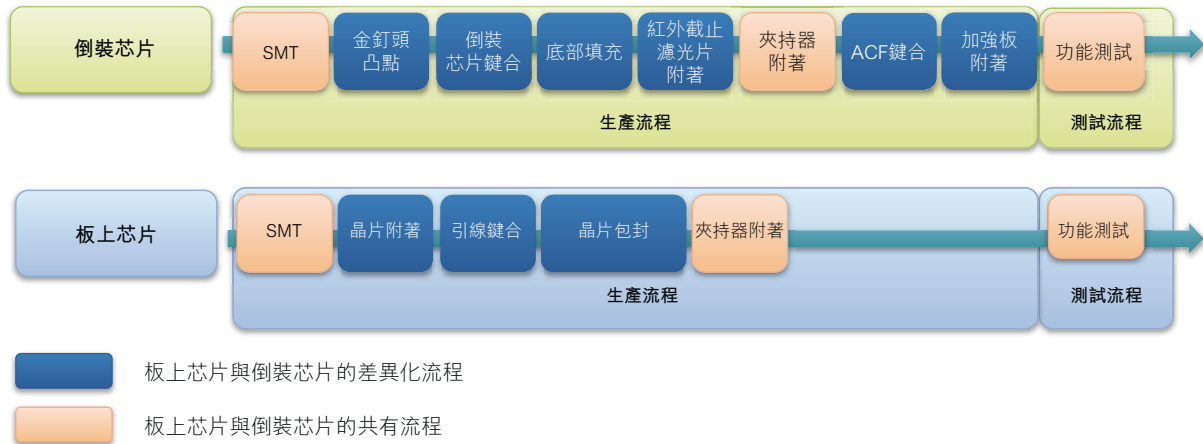 倒裝芯片
SMT
金釘頭
凸點
倒裝
芯片鍵合
底部填充
紅外截止
濾光片
附著
夾持器
附著
ACF鍵合
加強板
附著
功能測試
生產流程
測試流程
板上芯片
SMT
晶片附著
引線鍵合
晶片包封
夾持器附著
功能測試
生產流程
測試流程
板上芯片與倒裝芯片的差異化流程
板上芯片與倒裝芯片的共有流程